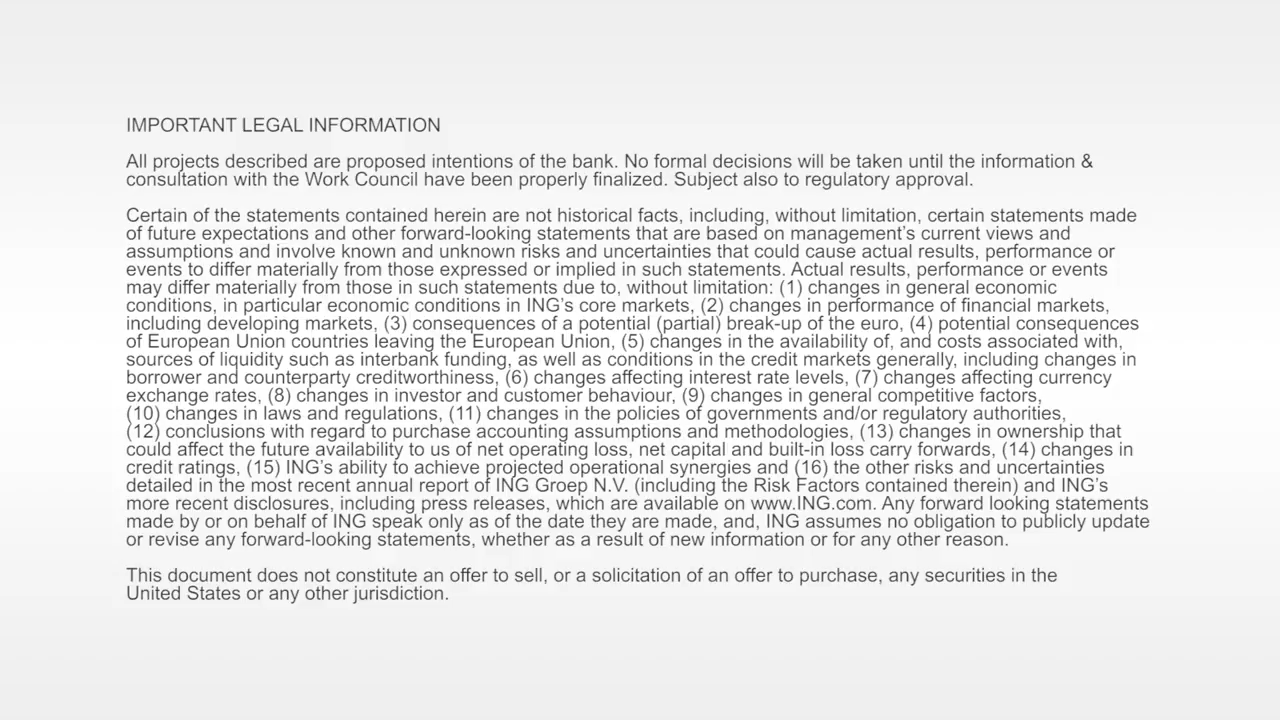 IMPORTANT LEGAL INFORMATION
All projects described are proposed intentions of the bank. No formal decisions will be taken until the information &
consultation with the Work Council have been properly finalized. Subject also to regulatory approval.
Certain of the statements contained herein are not historical facts, including, without limitation, certain statements made
of future expectations and other forward-looking statements that are based on management’s current views and
assumptions and involve known and unknown risks and uncertainties that could cause actual results, performance or
events to differ materially from those expressed or implied in such statements. Actual results, performance or events
may differ materially from those in such statements due to, without limitation: (1) changes in general economic
conditions, in particular economic conditions in ING’s core markets, (2) changes in performance of financial markets,
including developing markets, (3) consequences of a potential (partial) break-up of the euro, (4) potential consequences
of European Union countries leaving the European Union, (5) changes in the availability of, and costs associated with,
sources of liquidity such as interbank funding, as well as conditions in the credit markets generally, including changes in
borrower and counterparty creditworthiness, (6) changes affecting interest rate levels, (7) changes affecting currency
exchange rates, (8) changes in investor and customer behaviour, (9) changes in general competitive factors,
(10) changes in laws and regulations, (11) changes in the policies of governments and/or regulatory authorities,
(12) conclusions with regard to purchase accounting assumptions and methodologies, (13) changes in ownership that
could affect the future availability to us of net operating loss, net capital and built-in loss carry forwards, (14) changes in
credit ratings, (15) ING’s ability to achieve projected operational synergies and (16) the other risks and uncertainties
detailed in the most recent annual report of ING Groep N.V. (including the Risk Factors contained therein) and ING’s
more recent disclosures, including press releases, which are available on www.ING.com. Any forward looking statements
made by or on behalf of ING speak only as of the date they are made, and, ING assumes no obligation to publicly update
or revise any forward-looking statements, whether as a result of new information or for any other reason.
This document does not constitute an offer to sell, or a solicitation of an offer to purchase, any securities in the
United States or any other jurisdiction.